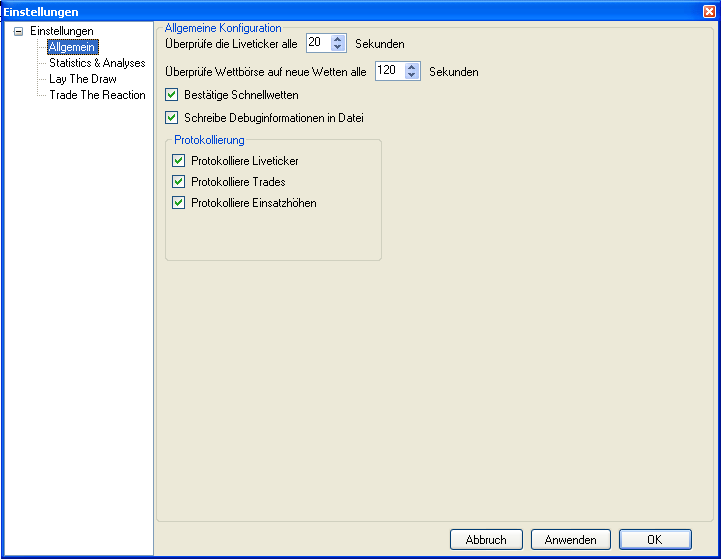 Einstellungen
Einstellungen
Allgemein
Statistics & Analyses
Lay The Draw
Trade The Reaction
Allgemeine Konfiguration
Überprüfe die Liveticker alle 20 Sekunden
Überprüfe Wettbörse auf neue Wetten alle 120 Sekunden
Bestätige Schnellwetten
Schreibe Debuginformationen in Datei
Protokollierung
Protokolliere Liveticker
Protokolliere Trades
Protokolliere Einsatzhöhen
Abbruch Anwenden OK